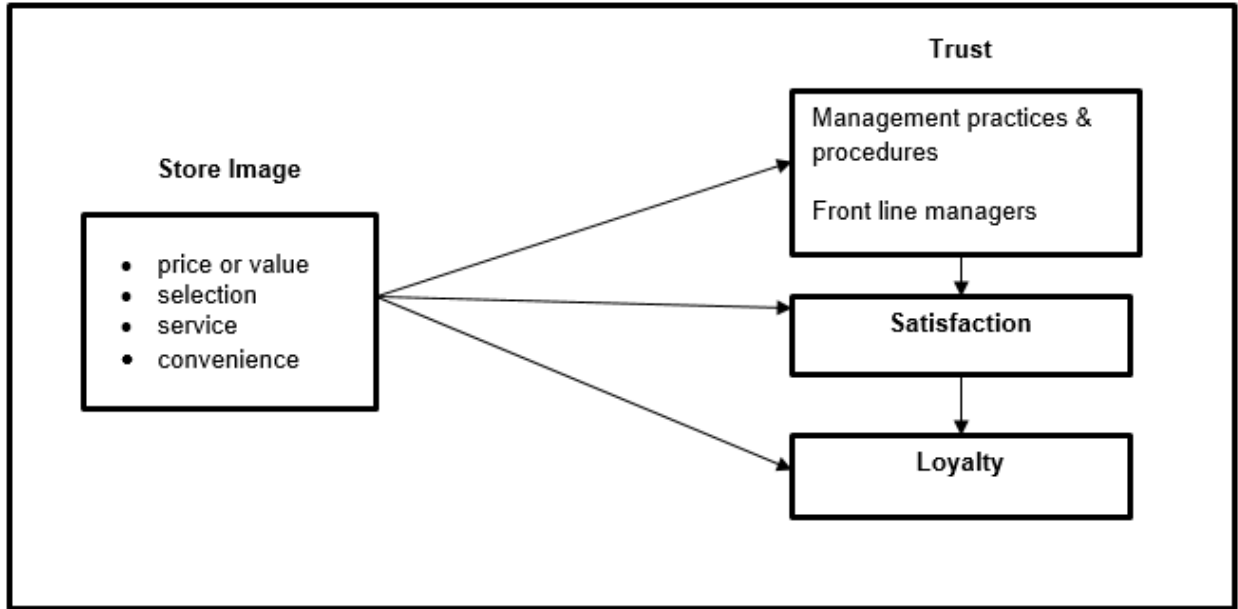 Store Image
• price or value
• selection
• service
• convenience
Trust
Management practices &
procedures
Front line managers
Satisfaction
Loyalty